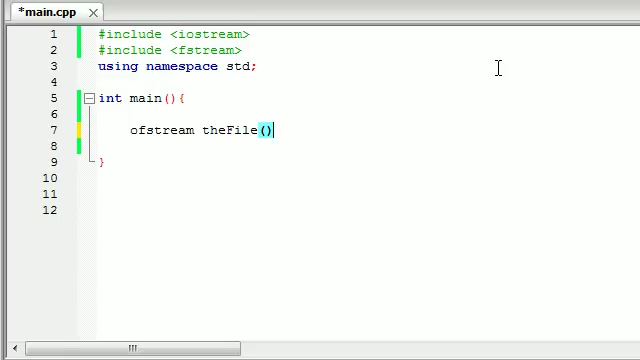 *main.cpp
1 #include <iostream>
2 #include <fstream>
3 using namespace std;
4
5 int main(){
6
7 ofstream theFile()
8
9 }
10
11
12